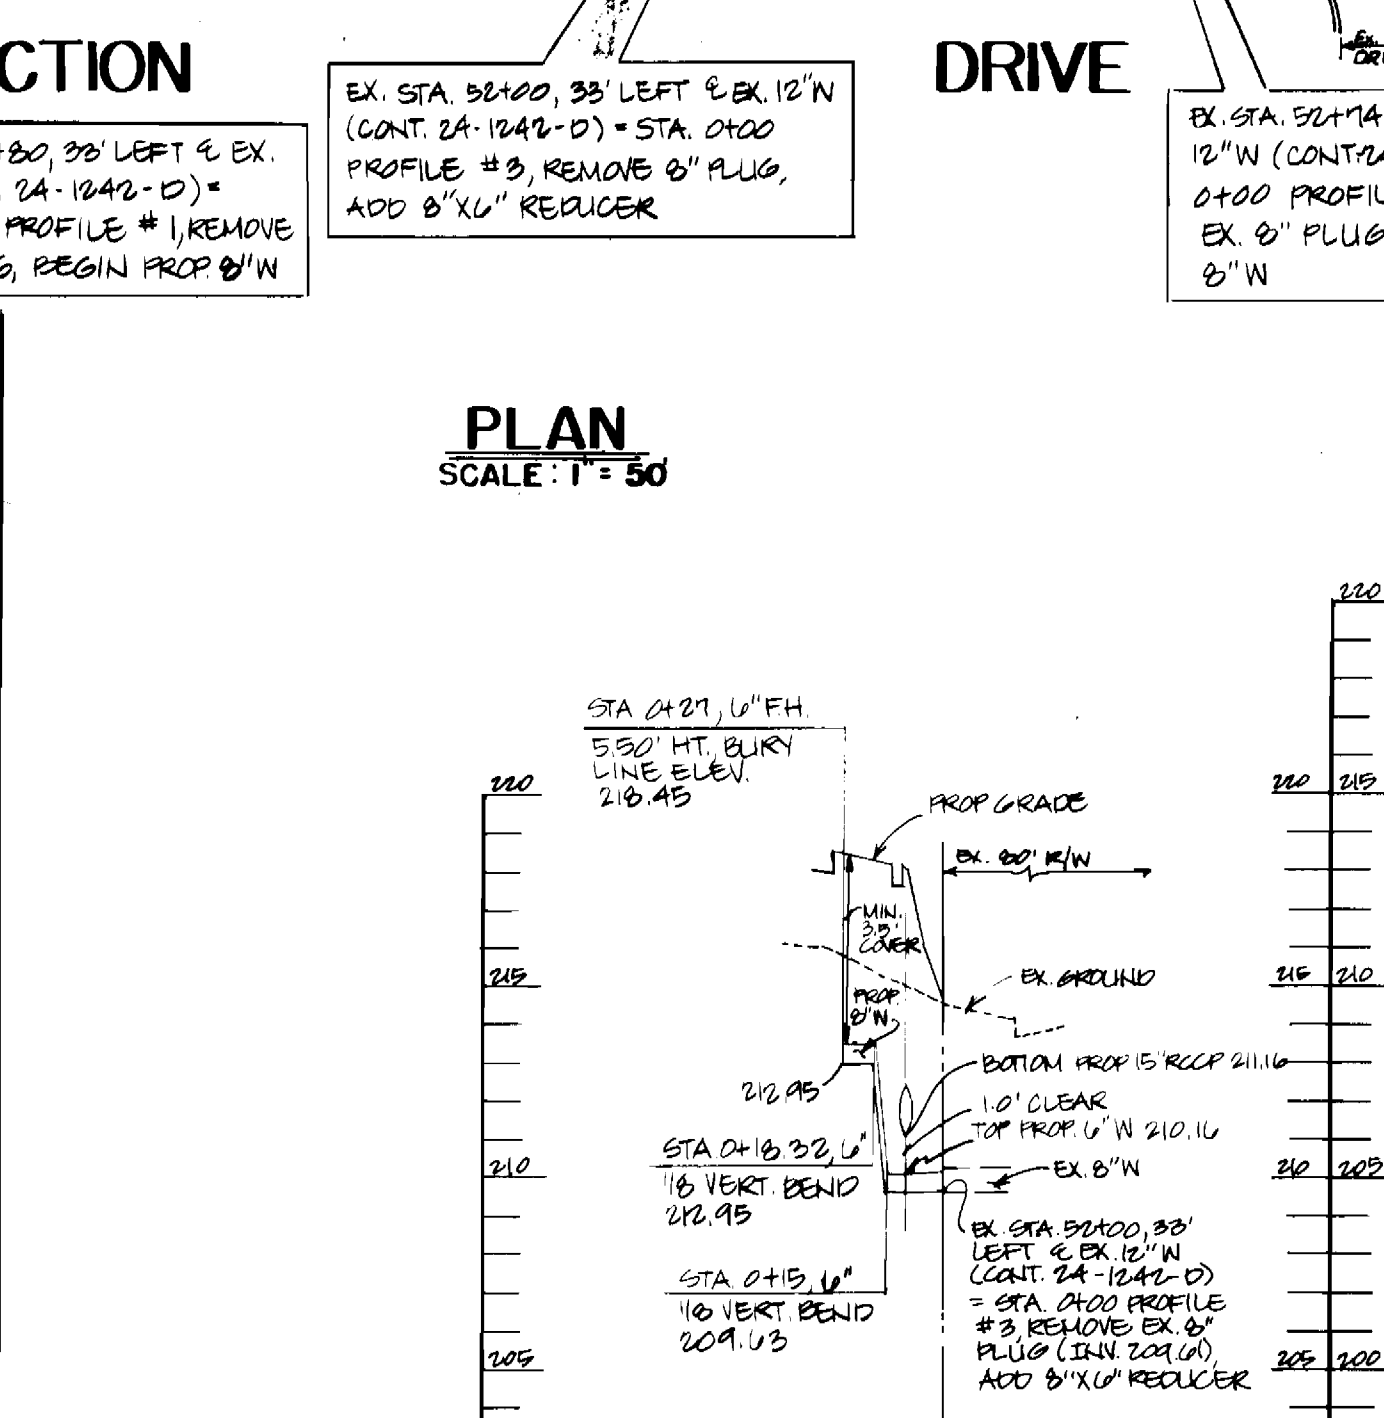 CTION
DRIVE
EX. STA. 52+00, 33' LEFT ℄ EX. 12"W
(CONT. 24-1242-D) = STA. 0+00
PROFILE #3, REMOVE 8" PLUG,
ADD 8"X6" REDUCER
+80, 33' LEFT ℄ EX.
24-1242-D) =
PROFILE # 1, REMOVE
G, BEGIN PROP. 8"W
EX. STA. 52+74
12"W (CONT. 24
0+00 PROFIL
EX. 8" PLUG
8"W
EX.
DR
PLAN
SCALE: 1" = 50'
STA 0+27, 6" F.H.
5.50' HT., BURY
LINE ELEV.
218.45
PROP GRADE
EX. 80' R/W
MIN.
3.5'
COVER
EX. GROUND
PROP.
8"W
BOTTOM PROP 15" RCCP 211.16
212.95
1.0' CLEAR
TOP PROP. 6" W 210.16
EX. 8"W
STA. 0+18.32, 6"
1/8 VERT. BEND
212.95
STA. 0+15, 6"
1/8 VERT. BEND
209.63
EX. STA. 52+00, 33'
LEFT ℄ EX. 12" W
(CONT. 24-1242-D)
= STA. 0+00 PROFILE
#3, REMOVE EX. 8"
PLUG (INV. 209.61),
ADD 8"X6" REDUCER
220
215
210
205
220
215
210
205
220
215
210
205
200